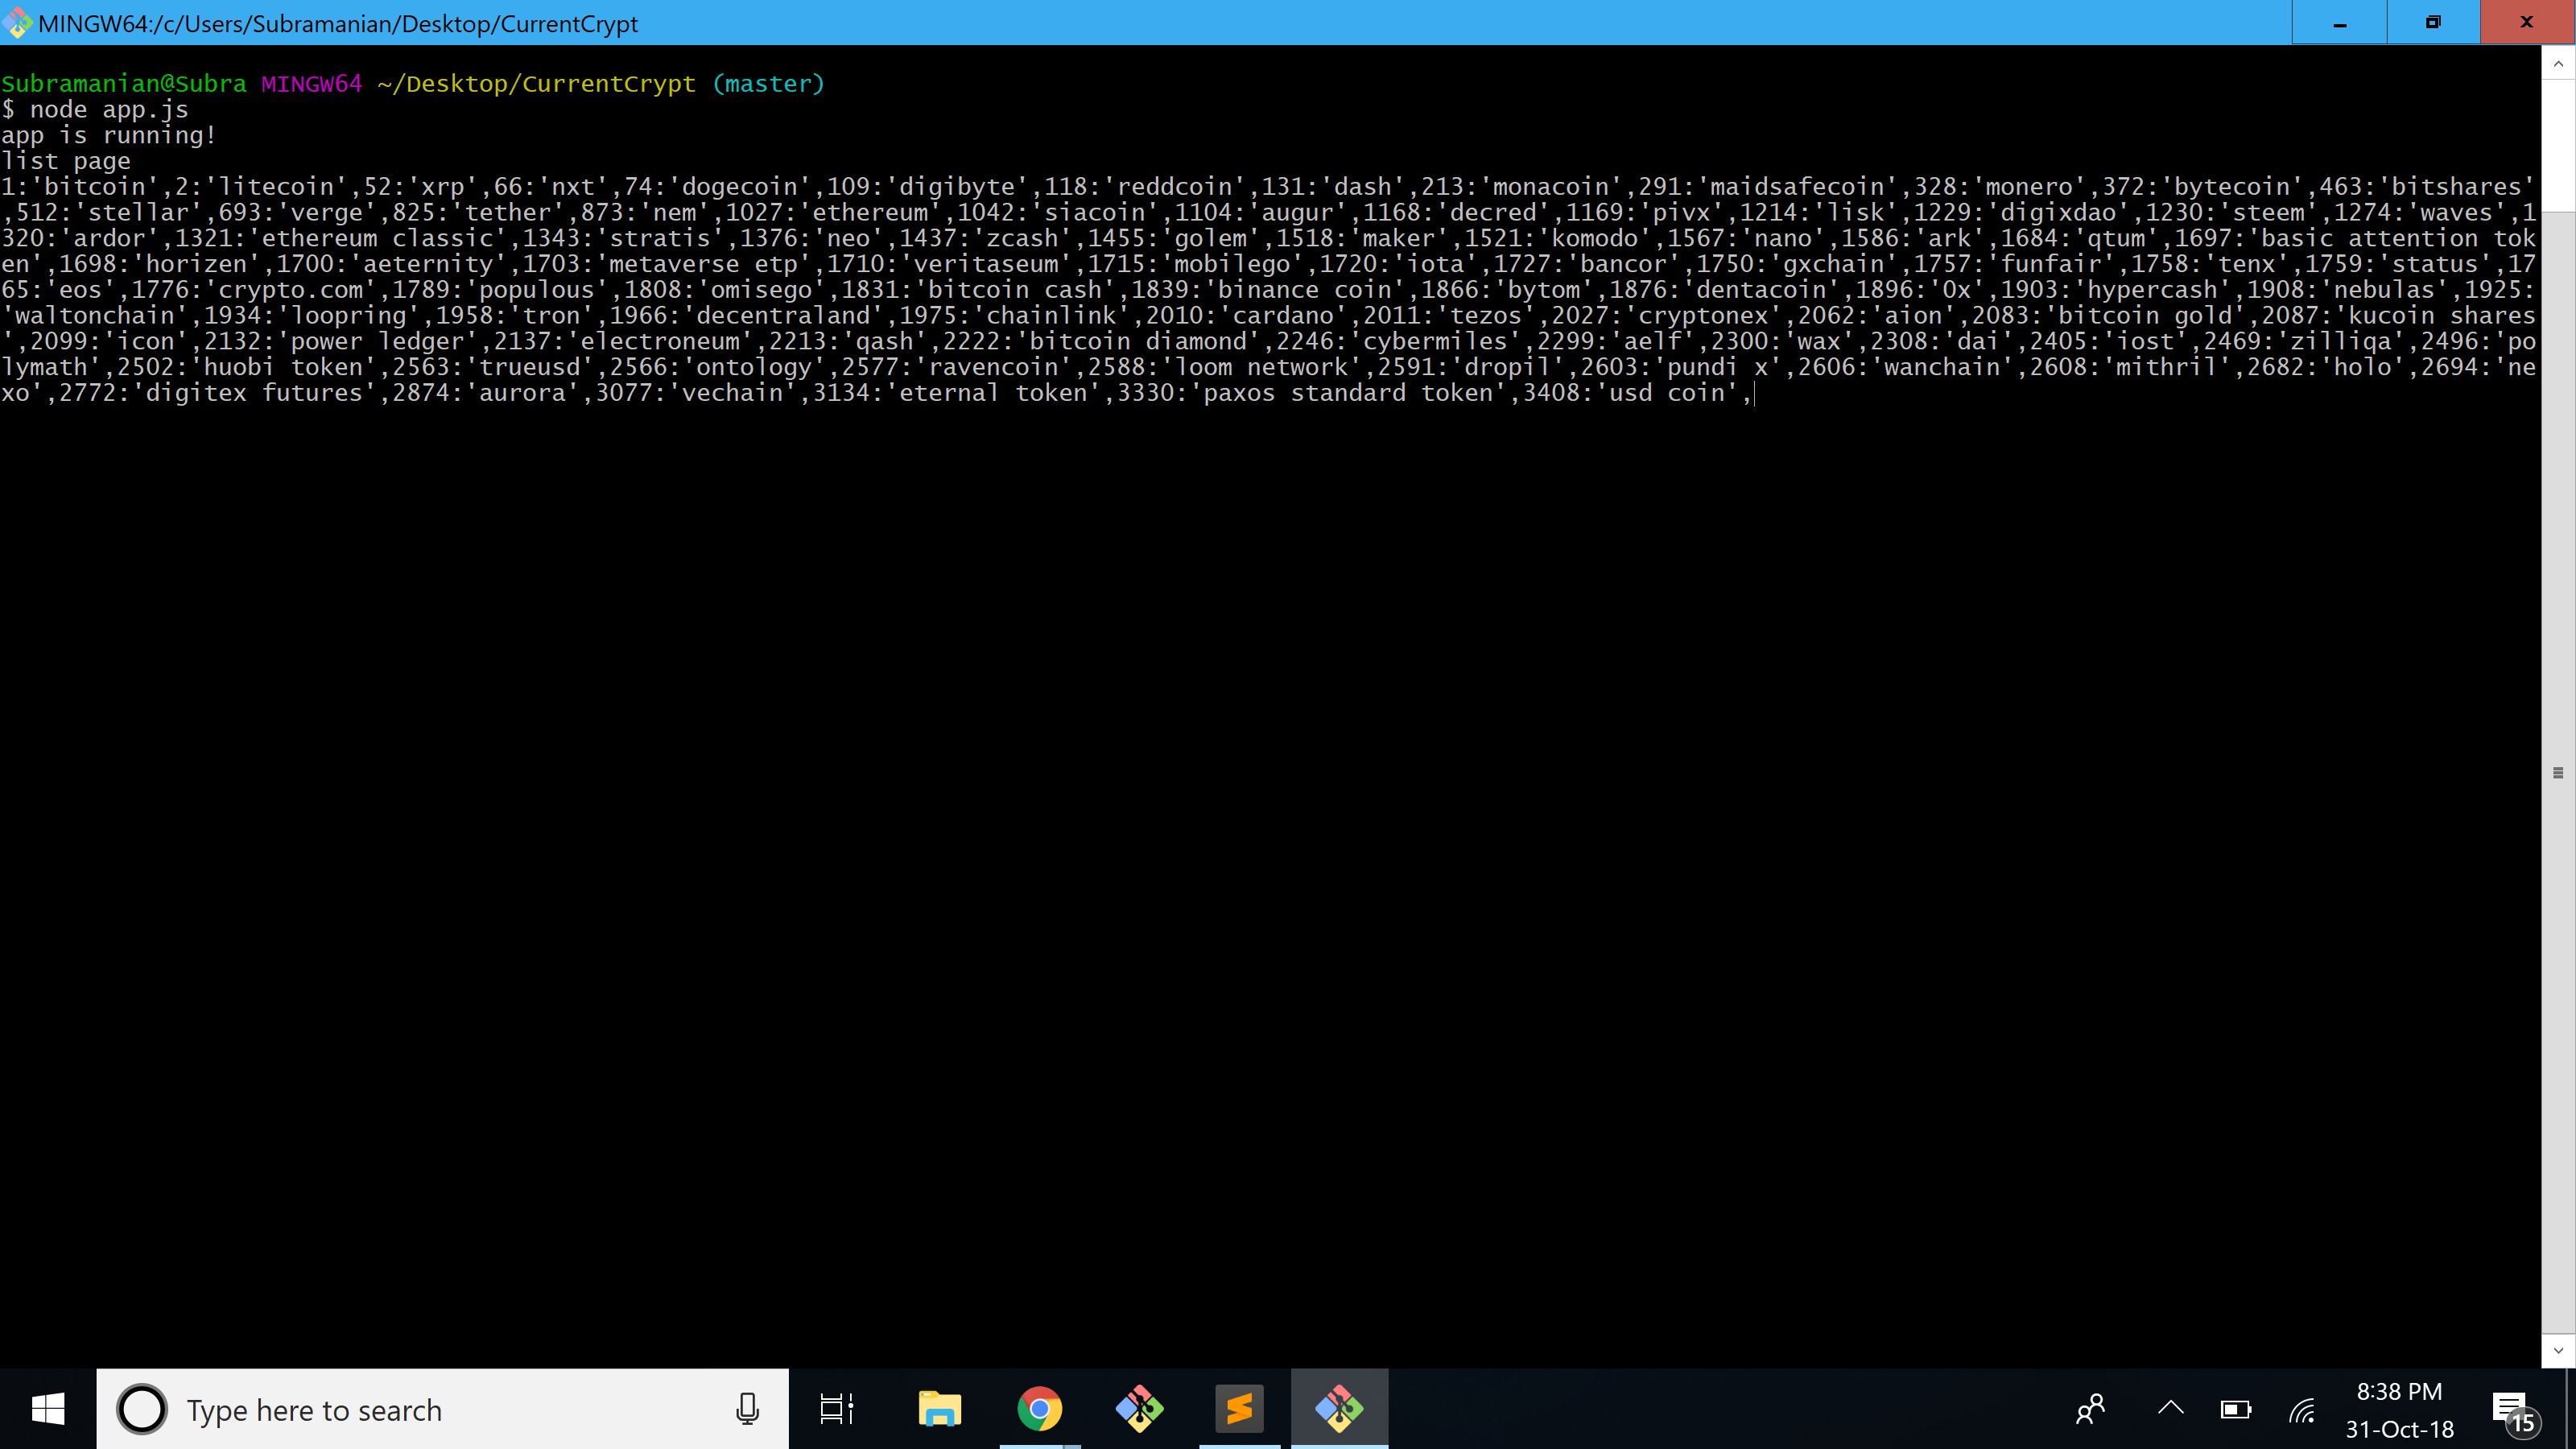 MINGW64:/c/Users/Subramanian/Desktop/CurrentCrypt
Subramanian@Subra MINGW64 ~/Desktop/CurrentCrypt (master)
$ node app.js
app is running!
list page
1:'bitcoin',2:'litecoin',52:'xrp',66:'nxt',74:'dogecoin',109:'digibyte',118:'reddcoin',131:'dash',213:'monacoin',291:'maidsafecoin',328:'monero',372:'bytecoin',463:'bitshares'
,512:'stellar',693:'verge',825:'tether',873:'nem',1027:'ethereum',1042:'siacoin',1104:'augur',1168:'decred',1169:'pivx',1214:'lisk',1229:'digixdao',1230:'steem',1274:'waves',1
320:'ardor',1321:'ethereum classic',1343:'stratis',1376:'neo',1437:'zcash',1455:'golem',1518:'maker',1521:'komodo',1567:'nano',1586:'ark',1684:'qtum',1697:'basic attention tok
en',1698:'horizen',1700:'aeternity',1703:'metaverse etp',1710:'veritaseum',1715:'mobilego',1720:'iota',1727:'bancor',1750:'gxchain',1757:'funfair',1758:'tenx',1759:'status',17
65:'eos',1776:'crypto.com',1789:'populous',1808:'omisego',1831:'bitcoin cash',1839:'binance coin',1866:'bytom',1876:'dentacoin',1896:'0x',1903:'hypercash',1908:'nebulas',1925:
'waltonchain',1934:'loopring',1958:'tron',1966:'decentraland',1975:'chainlink',2010:'cardano',2011:'tezos',2027:'cryptonex',2062:'aion',2083:'bitcoin gold',2087:'kucoin shares
',2099:'icon',2132:'power ledger',2137:'electroneum',2213:'qash',2222:'bitcoin diamond',2246:'cybermiles',2299:'aelf',2300:'wax',2308:'dai',2405:'iost',2469:'zilliqa',2496:'po
lymath',2502:'huobi token',2563:'trueusd',2566:'ontology',2577:'ravencoin',2588:'loom network',2591:'dropil',2603:'pundi x',2606:'wanchain',2608:'mithril',2682:'holo',2694:'ne
xo',2772:'digitex futures',2874:'aurora',3077:'vechain',3134:'eternal token',3330:'paxos standard token',3408:'usd coin',
Type here to search
8:38 PM
31-Oct-18
15